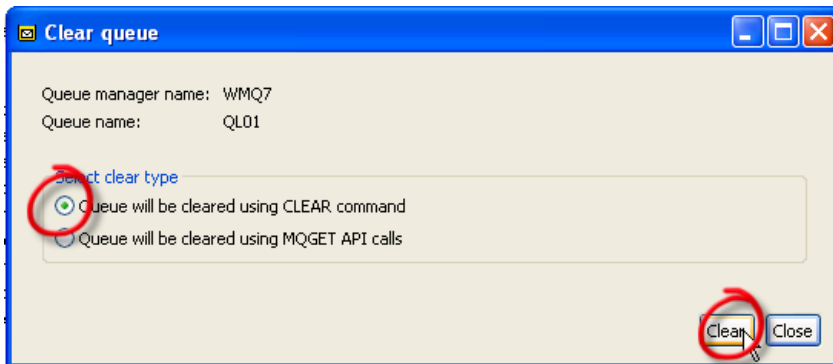 Clear queue
Queue manager name: WMQ7
Queue name: QL01
Select clear type
Queue will be cleared using CLEAR command
Queue will be cleared using MQGET API calls
Clear Close